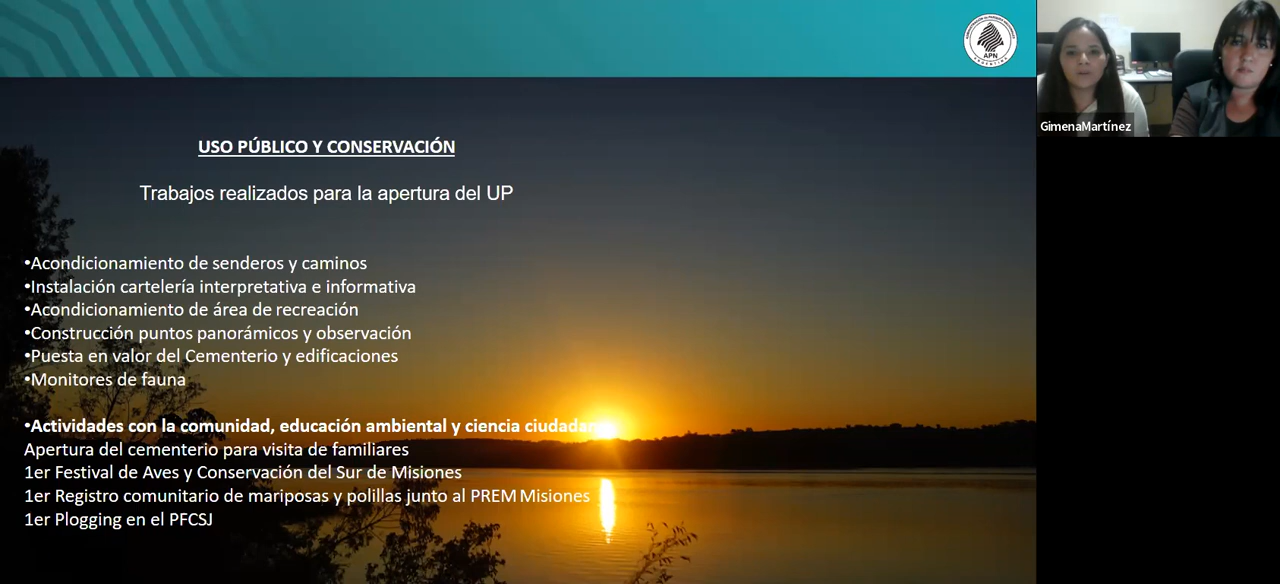 APN
ARGENTINA
GimenaMartínez
USO PÚBLICO Y CONSERVACIÓN
Trabajos realizados para la apertura del UP
•Acondicionamiento de senderos y caminos
•Instalación cartelería interpretativa e informativa
•Acondicionamiento de área de recreación
•Construcción puntos panorámicos y observación
•Puesta en valor del Cementerio y edificaciones
•Monitores de fauna
•Actividades con la comunidad, educación ambiental y ciencia ciudadana
Apertura del cementerio para visita de familiares
1er Festival de Aves y Conservación del Sur de Misiones
1er Registro comunitario de mariposas y polillas junto al PREM Misiones
1er Plogging en el PFCSJ